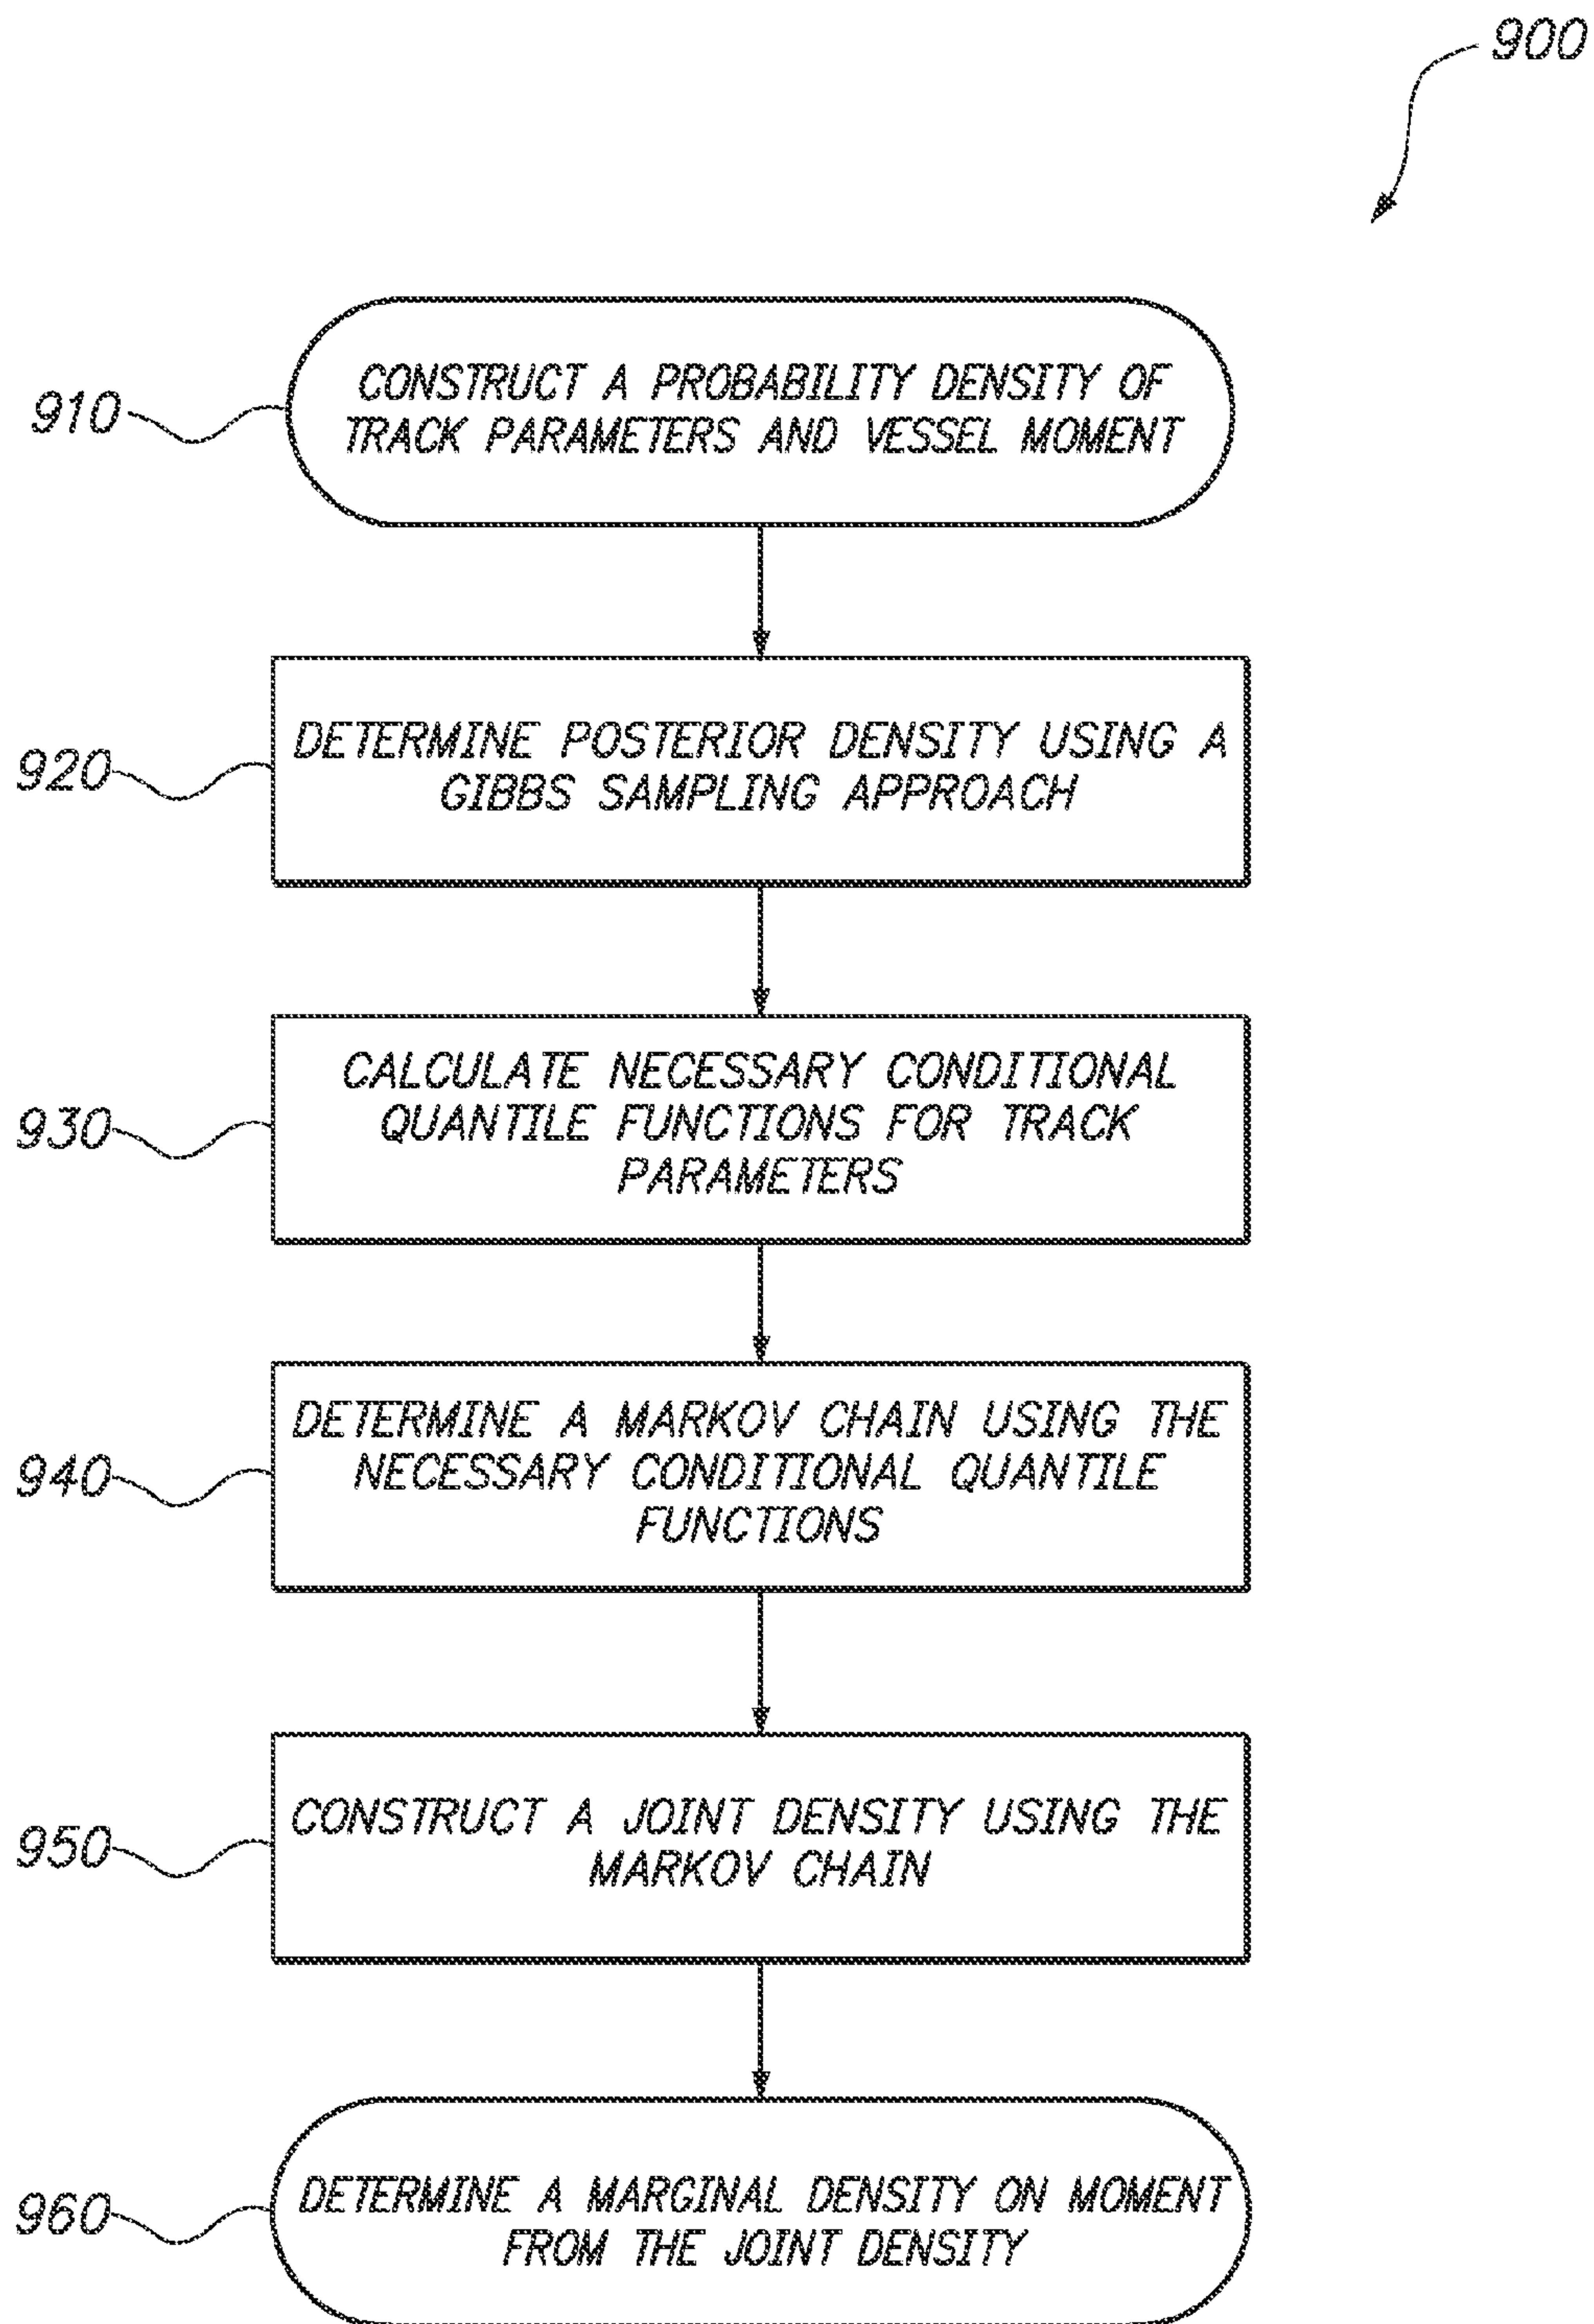 900
910
CONSTRUCT A PROBABILITY DENSITY OF
TRACK PARAMETERS AND VESSEL MOMENT
920
DETERMINE POSTERIOR DENSITY USING A
GIBBS SAMPLING APPROACH
930
CALCULATE NECESSARY CONDITIONAL
QUANTILE FUNCTIONS FOR TRACK
PARAMETERS
940
DETERMINE A MARKOV CHAIN USING THE
NECESSARY CONDITIONAL QUANTILE
FUNCTIONS
950
CONSTRUCT A JOINT DENSITY USING THE
MARKOV CHAIN
960
DETERMINE A MARGINAL DENSITY ON MOMENT
FROM THE JOINT DENSITY